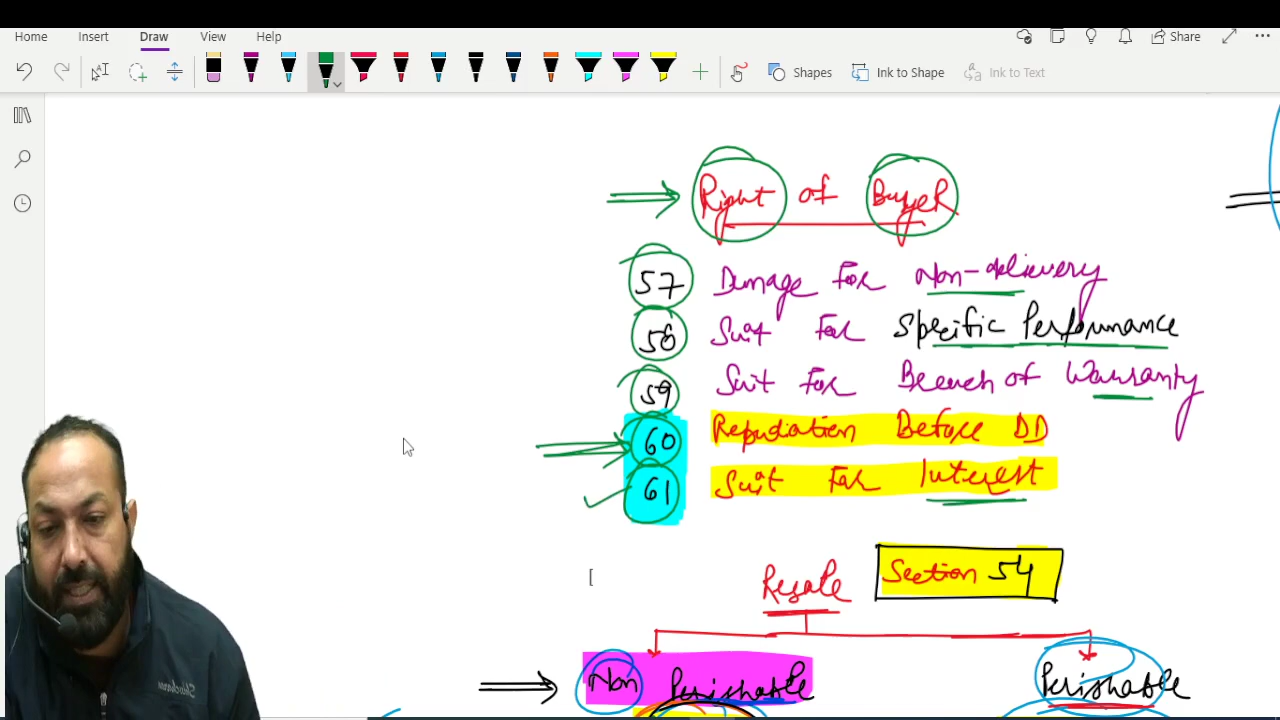 Home Insert Draw View Help Share
Shapes Ink to Shape Ink to Text
Right of BuyeR
57 Damage For Non-delievery
58 Suit For Specific Performance
59 Suit For Breach of Warranty
60 Repudiation Before DD
61 Suit For Interest
[
Resale Section 54
Non Perishable Perishable